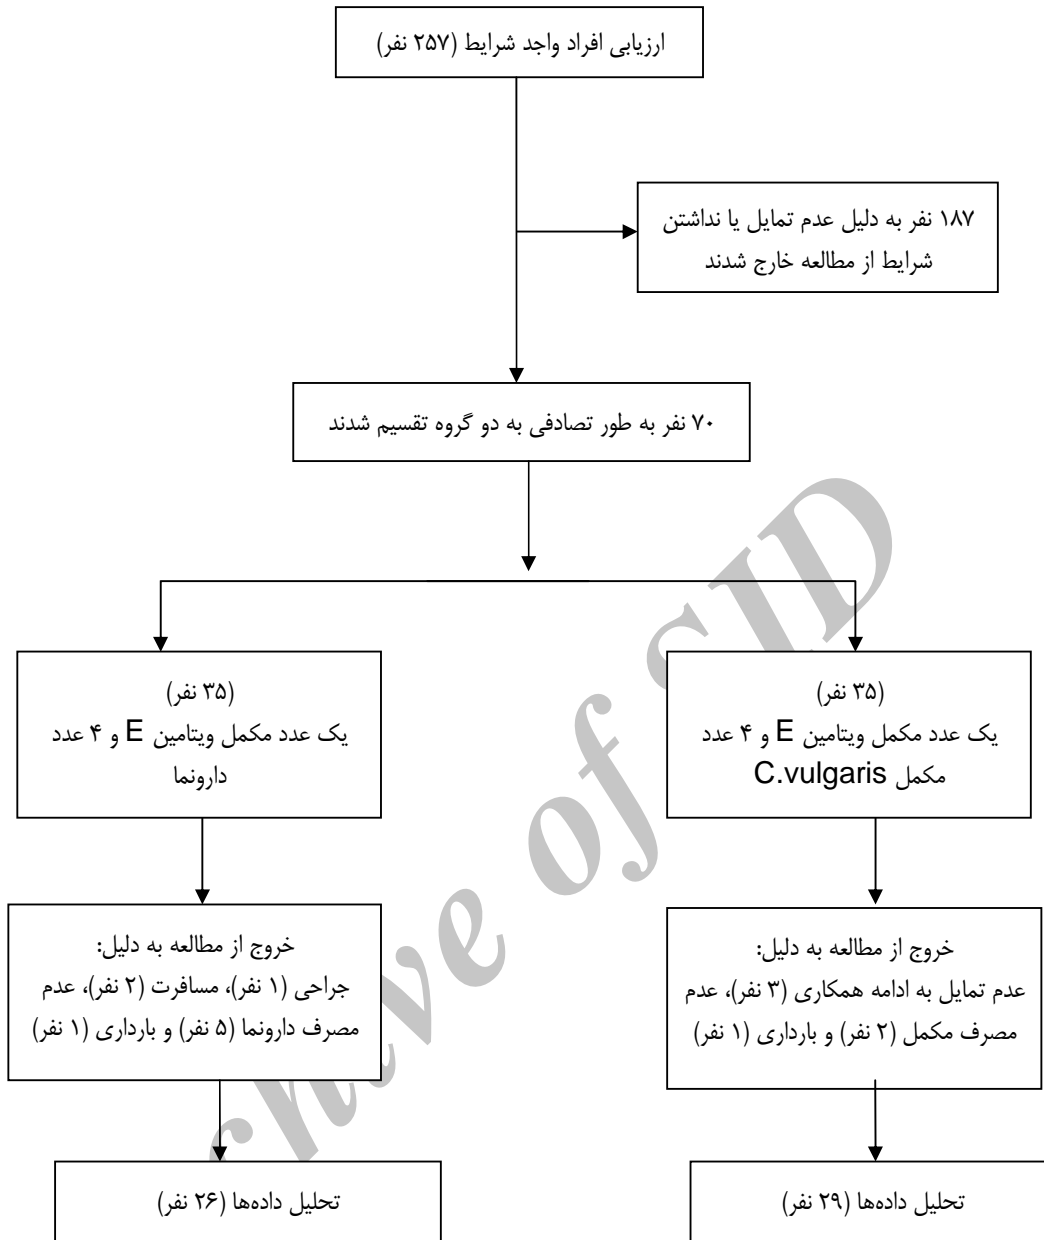 ارزیابی افراد واجد شرایط (۲۵۷ نفر)
۱۸۷ نفر به دلیل عدم تمایل یا نداشتن
شرایط از مطالعه خارج شدند
۷۰ نفر به طور تصادفی به دو گروه تقسیم شدند
(۳۵ نفر)
یک عدد مکمل ویتامین E و ۴ عدد
مکمل C.vulgaris
(۳۵ نفر)
یک عدد مکمل ویتامین E و ۴ عدد
دارونما
خروج از مطالعه به دلیل:
عدم تمایل به ادامه همکاری (۳ نفر)، عدم
مصرف مکمل (۲ نفر) و بارداری (۱ نفر)
خروج از مطالعه به دلیل:
جراحی (۱ نفر)، مسافرت (۲ نفر)، عدم
مصرف دارونما (۵ نفر) و بارداری (۱ نفر)
تحلیل داده‌ها (۲۹ نفر)
تحلیل داده‌ها (۲۶ نفر)
chive of SID